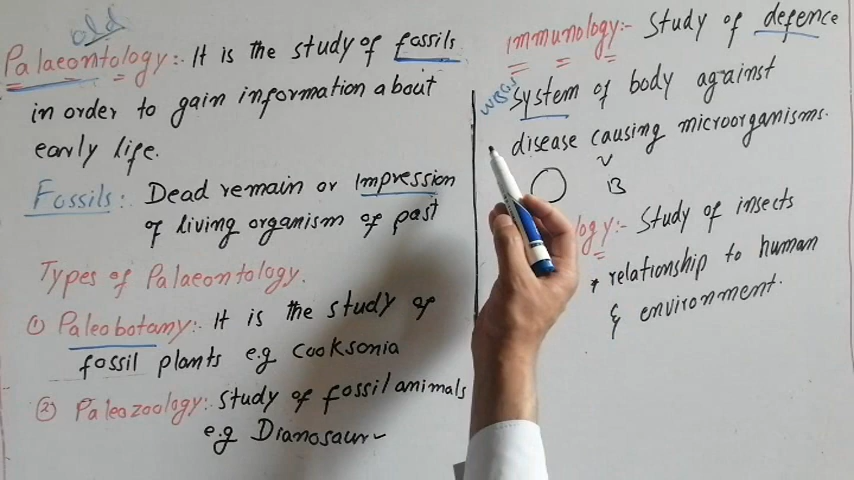 old
Palaeontology:- It is the study of fossils
in order to gain information about
early life.
Fossils: Dead remain or Impression
of living organism of past
Types of Palaeontology.
① Paleobotamy:- It is the study of
fossil plants e.g Cooksonia
② Paleozoology: study of fossil animals
e.g Dianosaur
Immunology:- Study of defence
WBCs system of body against
disease causing microorganisms.
V
B
logy:- Study of insects
* relationship to human
& environment.